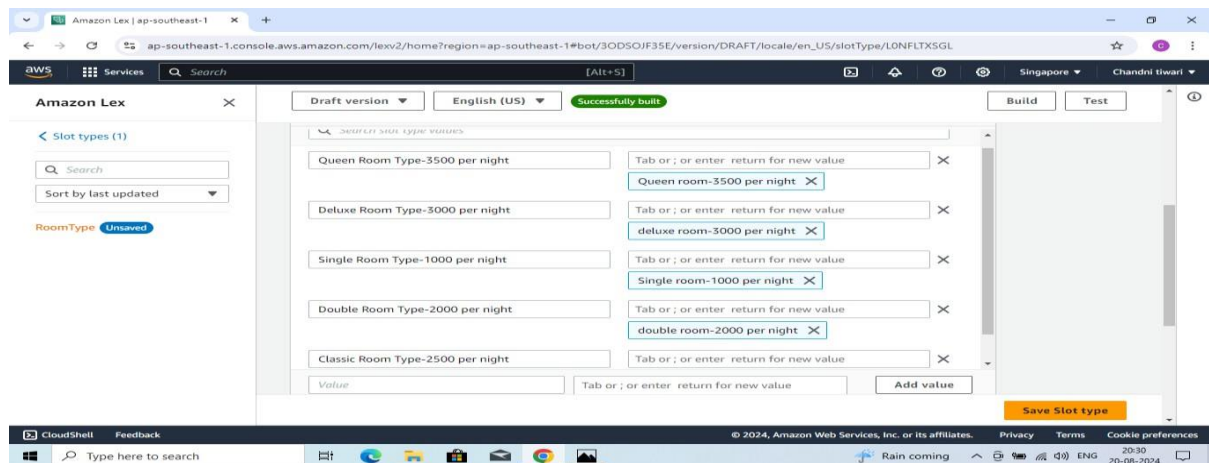 Amazon Lex | ap-southeast-1
ap-southeast-1.console.aws.amazon.com/lexv2/home?region=ap-southeast-1#bot/3ODSOJF35E/version/DRAFT/locale/en_US/slotType/L0NFLTXSGL
C
aws Services Search [Alt+S] Singapore Chandni tiwari
Amazon Lex
Draft version English (US) Successfully built Build Test
Slot types (1)
Search slot type values
Search
Sort by last updated
RoomType Unsaved
Queen Room Type-3500 per night Tab or ; or enter return for new value
Queen room-3500 per night
Deluxe Room Type-3000 per night Tab or ; or enter return for new value
deluxe room-3000 per night
Single Room Type-1000 per night Tab or ; or enter return for new value
Single room-1000 per night
Double Room Type-2000 per night Tab or ; or enter return for new value
double room-2000 per night
Classic Room Type-2500 per night Tab or ; or enter return for new value
Value Tab or ; or enter return for new value Add value
Save Slot type
CloudShell Feedback © 2024, Amazon Web Services, Inc. or its affiliates. Privacy Terms Cookie preferences
Type here to search Rain coming ENG 20:30
20-08-2024